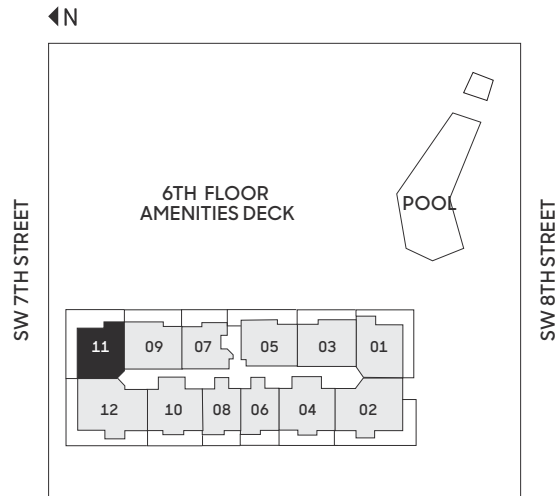 N
SW 7TH STREET
6TH FLOOR
AMENITIES DECK
POOL
SW 8TH STREET
11
09
07
05
03
01
12
10
08
06
04
02